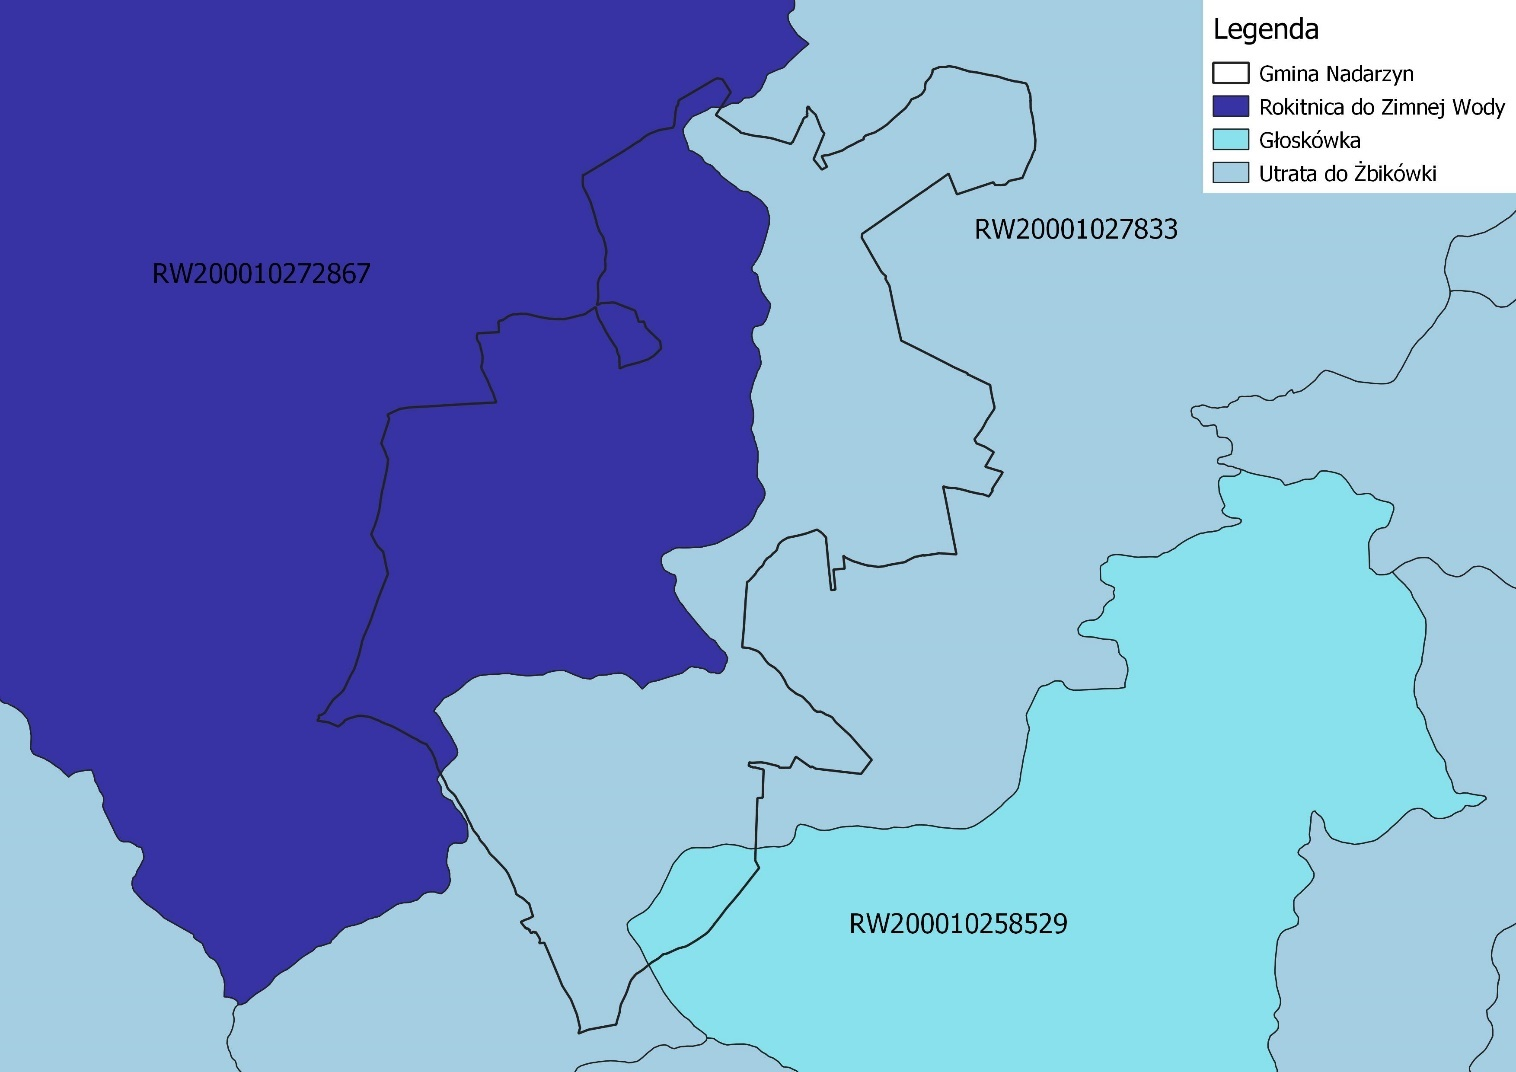 Legenda
Gmina Nadarzyn
Rokitnica do Zimnej Wody
Głoskówka
Utrata do Żbikówki
RW20001027833
RW200010272867
RW200010258529